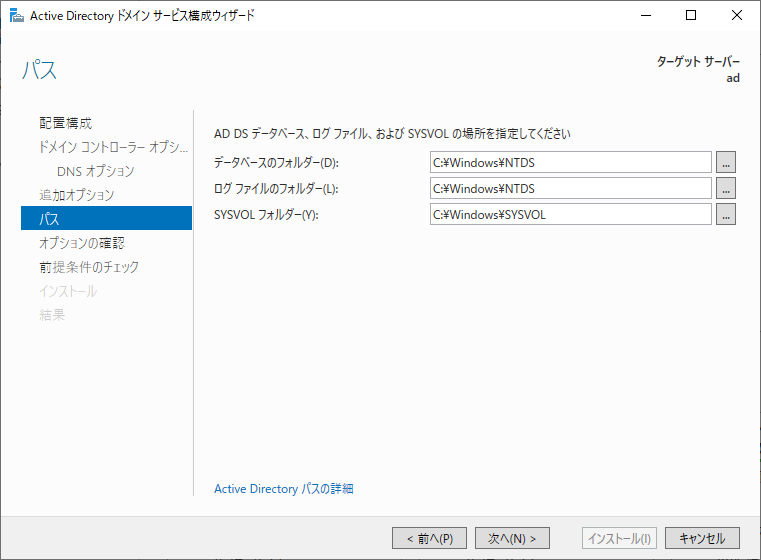 Active Directory ドメイン サービス構成ウィザード
パス
ターゲット サーバー
ad
配置構成
ドメイン コントローラー オプシ...
DNS オプション
追加オプション
パス
オプションの確認
前提条件のチェック
インストール
結果
AD DS データベース、ログ ファイル、および SYSVOL の場所を指定してください
データベースのフォルダー(D): C:¥Windows¥NTDS ...
ログ ファイルのフォルダー(L): C:¥Windows¥NTDS ...
SYSVOL フォルダー(Y): C:¥Windows¥SYSVOL ...
Active Directory パスの詳細
< 前へ(P) 次へ(N) > インストール(I) キャンセル